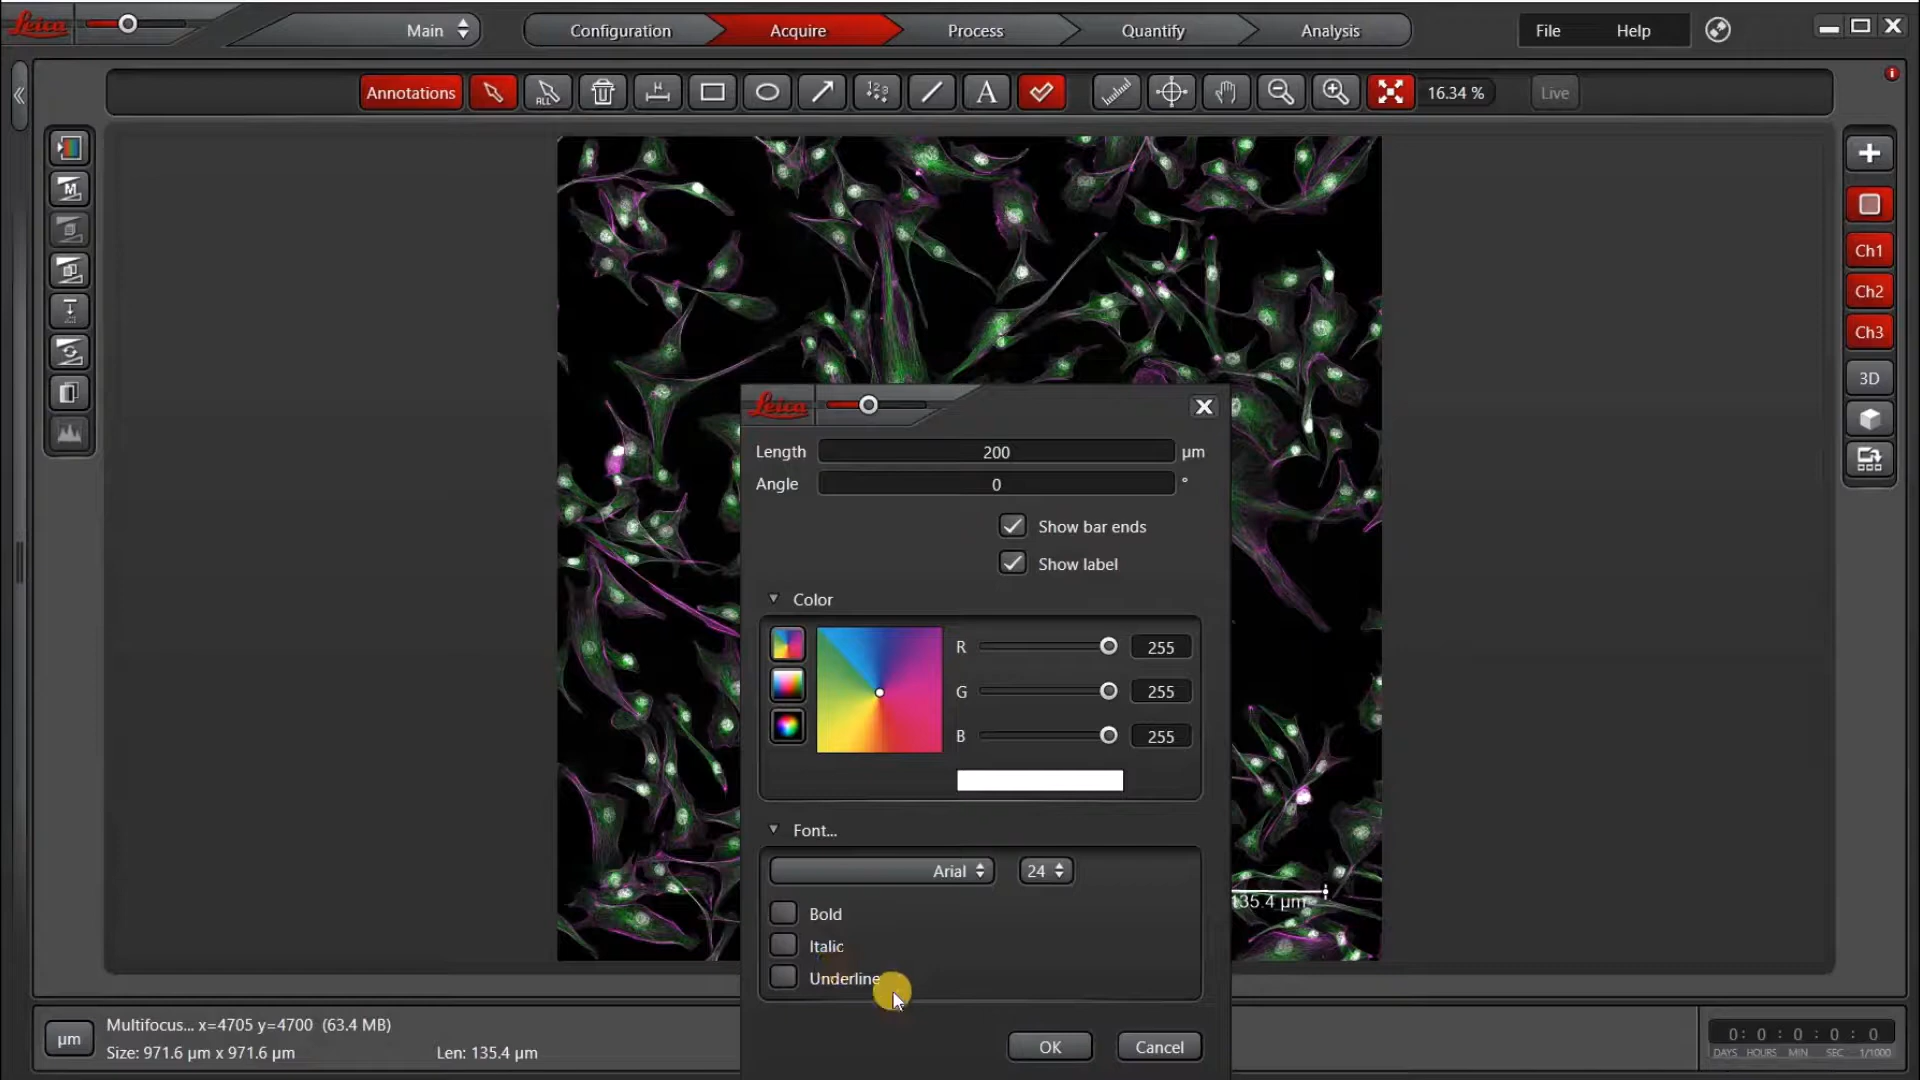 Leica
Main
Configuration
Acquire
Process
Quantify
Analysis
File
Help
Annotations
ALL
123
A
16.34 %
Live
M
Ch1
Ch2
Ch3
3D
Leica
Length 200 µm
Angle 0 °
Show bar ends
Show label
Color
R 255
G 255
B 255
Font...
Arial 24
Bold
Italic
Underline
OK Cancel
135.4 µm
µm
Multifocus... x=4705 y=4700 (63.4 MB)
Size: 971.6 µm x 971.6 µm Len: 135.4 µm
0: 0 : 0 : 0 : 0
DAYS HOURS MIN SEC 1/1000